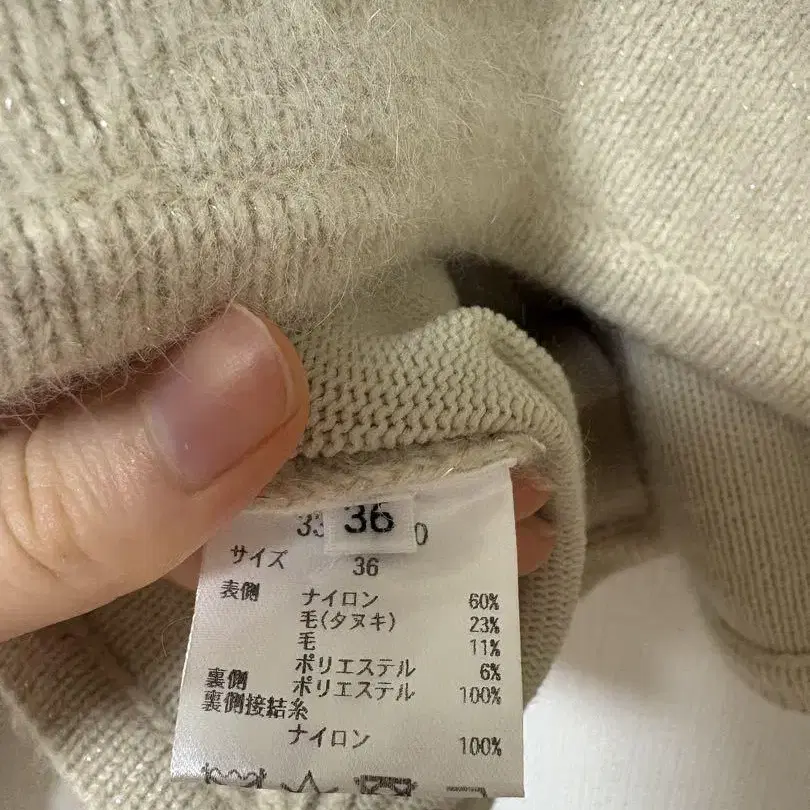 33 36 0
サイズ 36
表側 ナイロン 60%
毛(タヌキ) 23%
毛 11%
ポリエステル 6%
裏側 ポリエステル 100%
裏側接結糸
ナイロン 100%